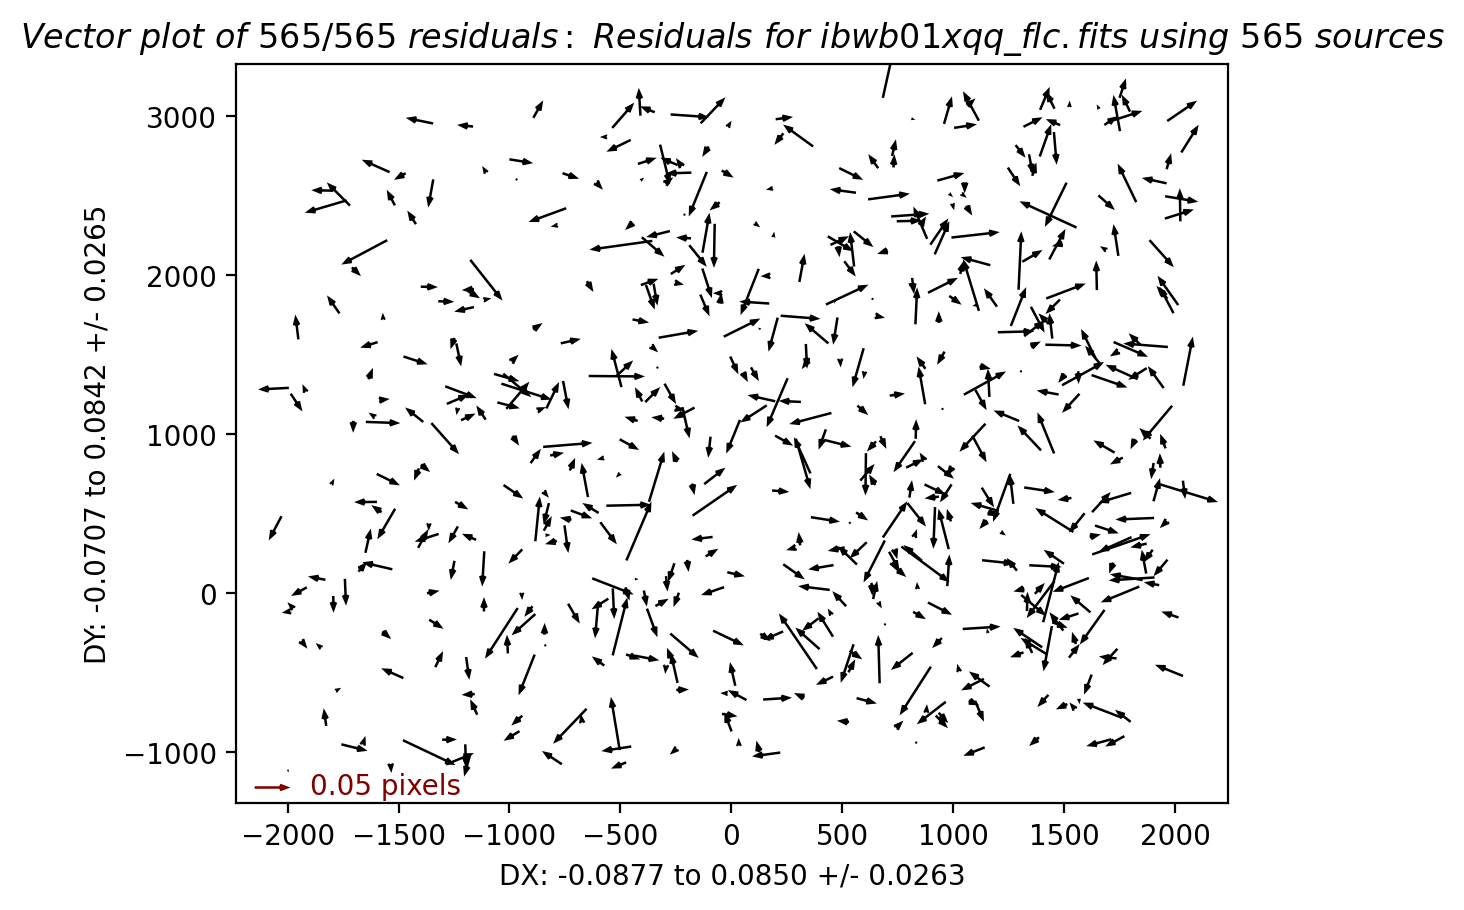 Vector plot of 565/565 residuals: Residuals for ibwb01xqq_flc.fits using 565 sources
3000
2000
1000
0
−1000
DY: -0.0707 to 0.0842 +/- 0.0265
0.05 pixels
−2000 −1500 −1000 −500 0 500 1000 1500 2000
DX: -0.0877 to 0.0850 +/- 0.0263